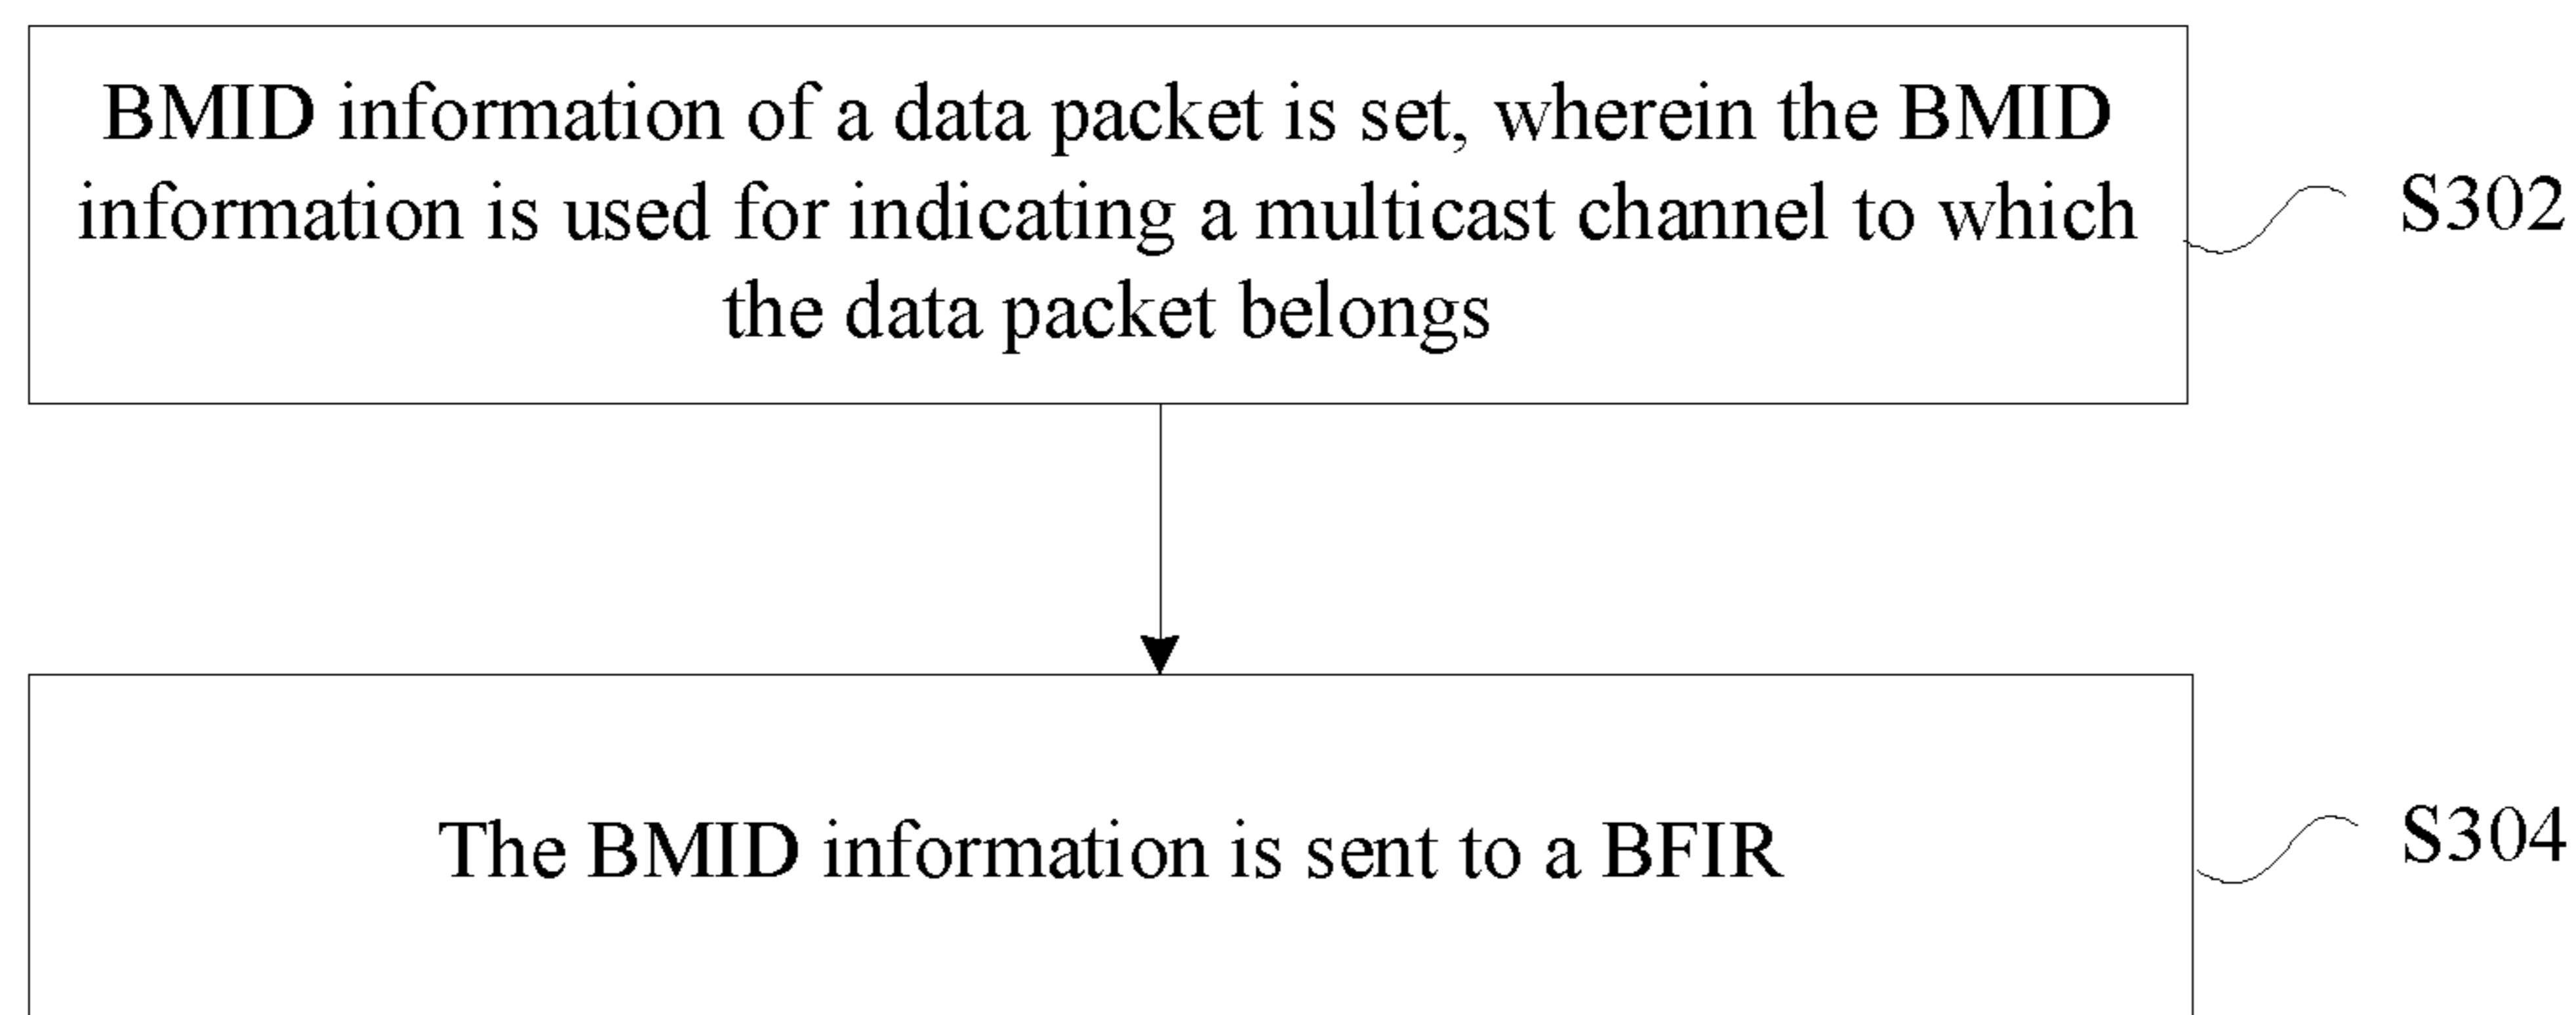 BMID information of a data packet is set, wherein the BMID
information is used for indicating a multicast channel to which
the data packet belongs
S302
The BMID information is sent to a BFIR
S304